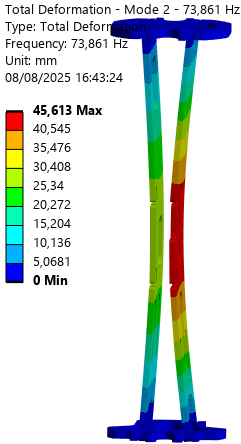 Total Deformation - Mode 2 - 73,861 Hz
Type: Total Deformation
Frequency: 73,861 Hz
Unit: mm
08/08/2025 16:43:24
45,613 Max
40,545
35,476
30,408
25,34
20,272
15,204
10,136
5,0681
0 Min